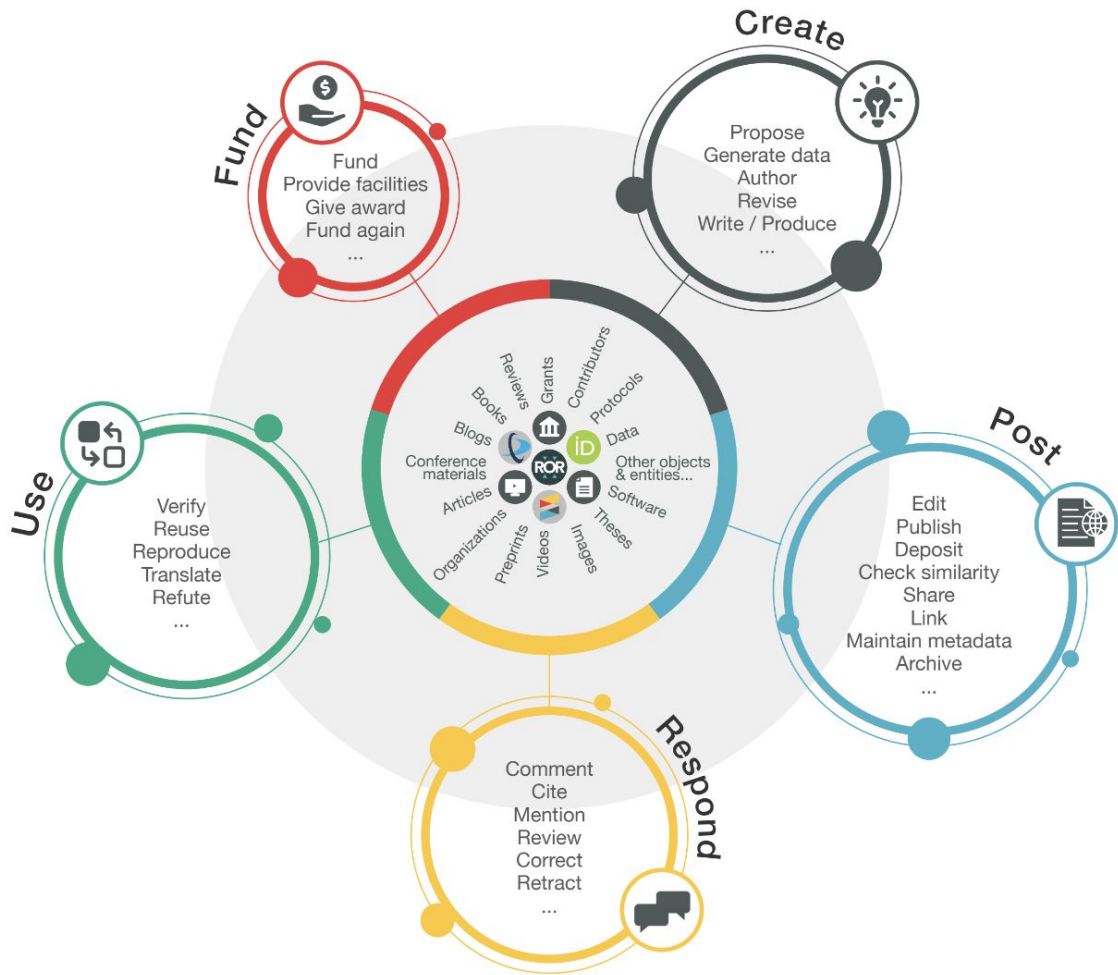 Fund
$
Fund
Provide facilities
Give award
Fund again
...
Create
Propose
Generate data
Author
Revise
Write / Produce
...
Post
Edit
Publish
Deposit
Check similarity
Share
Link
Maintain metadata
Archive
...
Respond
Comment
Cite
Mention
Review
Correct
Retract
...
Use
Verify
Reuse
Reproduce
Translate
Refute
...
Grants
Contributors
Protocols
Data
Other objects
& entities...
Software
Theses
Images
Videos
Preprints
Organizations
Articles
Conference
materials
Blogs
Books
Reviews
iD
ROR